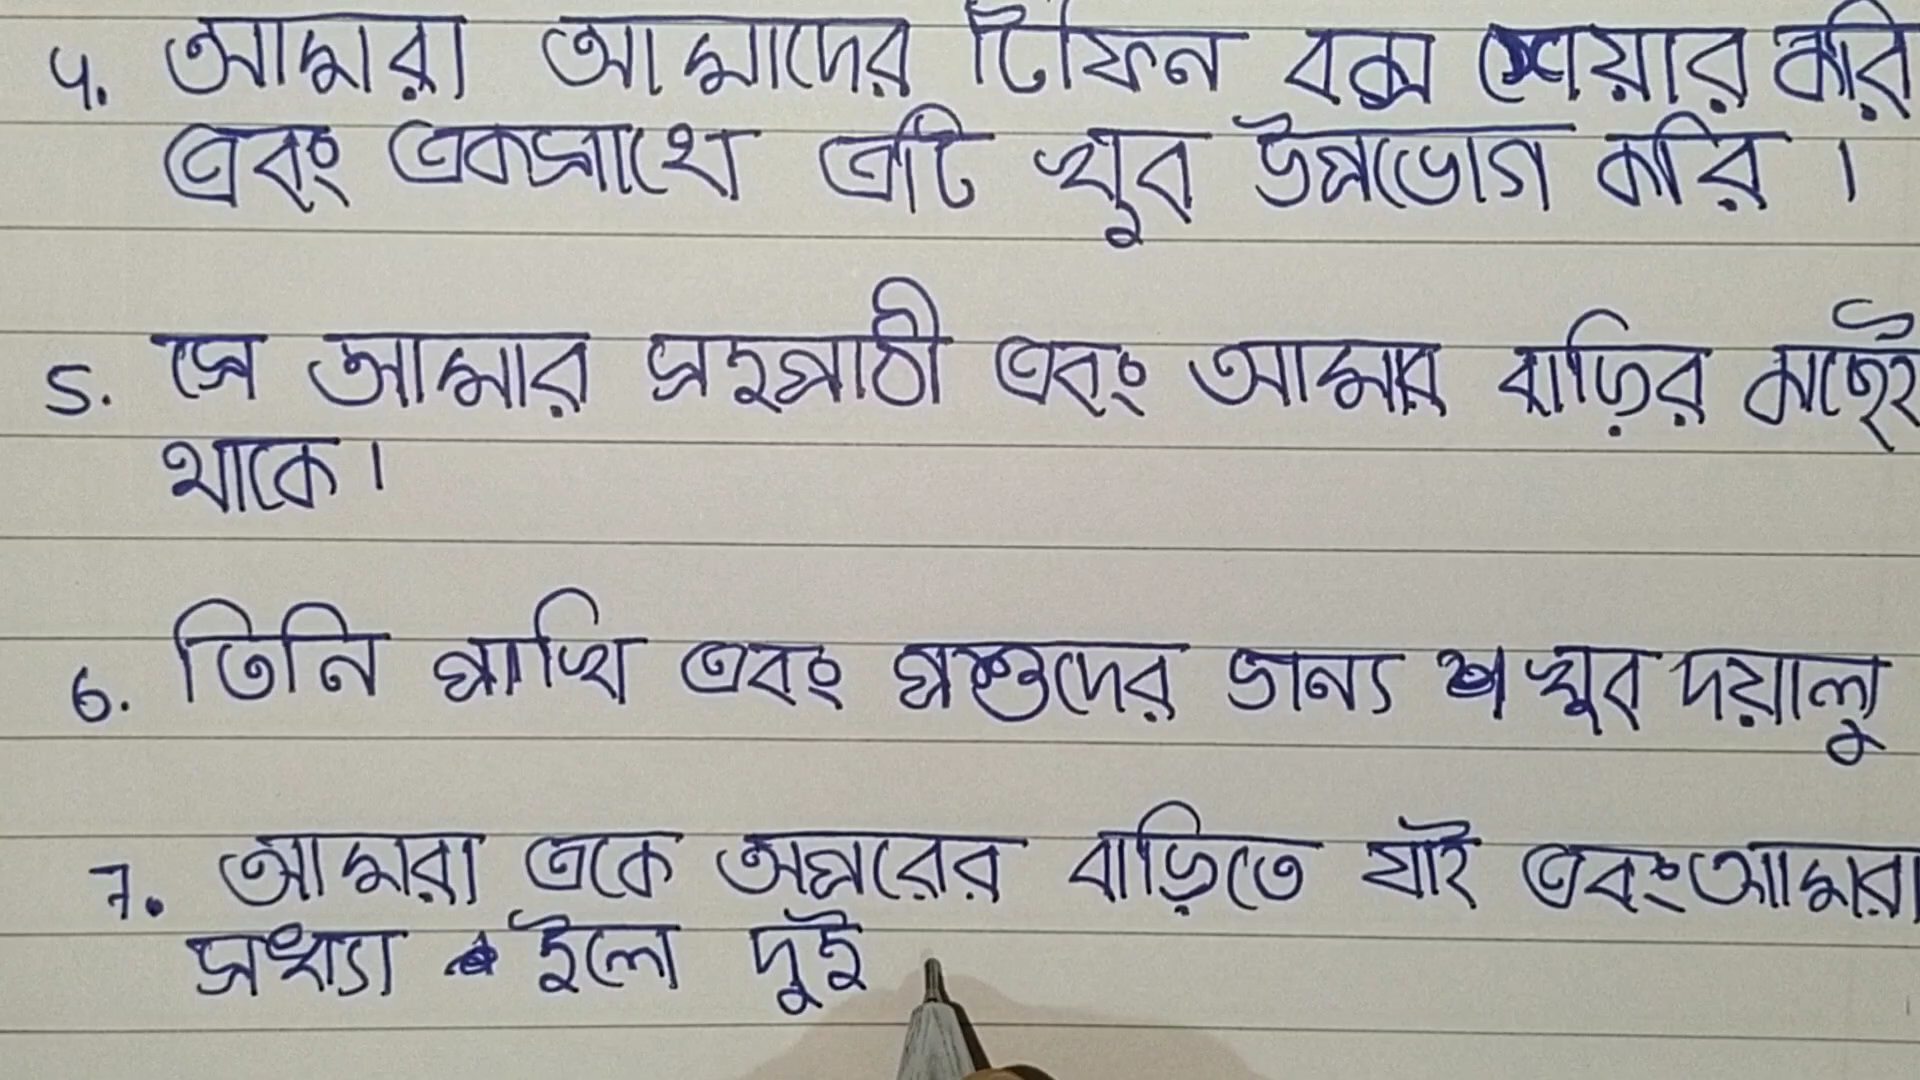 4. আমরা আমাদের টিফিন বক্স শেয়ার করি
এবং একসাথে এটি খুব উপভোগ করি ।
5. সে আমার সহপাঠী এবং আমার বাড়ির কাছেই
থাকে ।
6. তিনি পাখি এবং পশুদের জন্য খুব দয়ালু
7. আমরা একে অপরের বাড়িতে যাই এবং আমরা
সন্ধ্যা হলে দুই